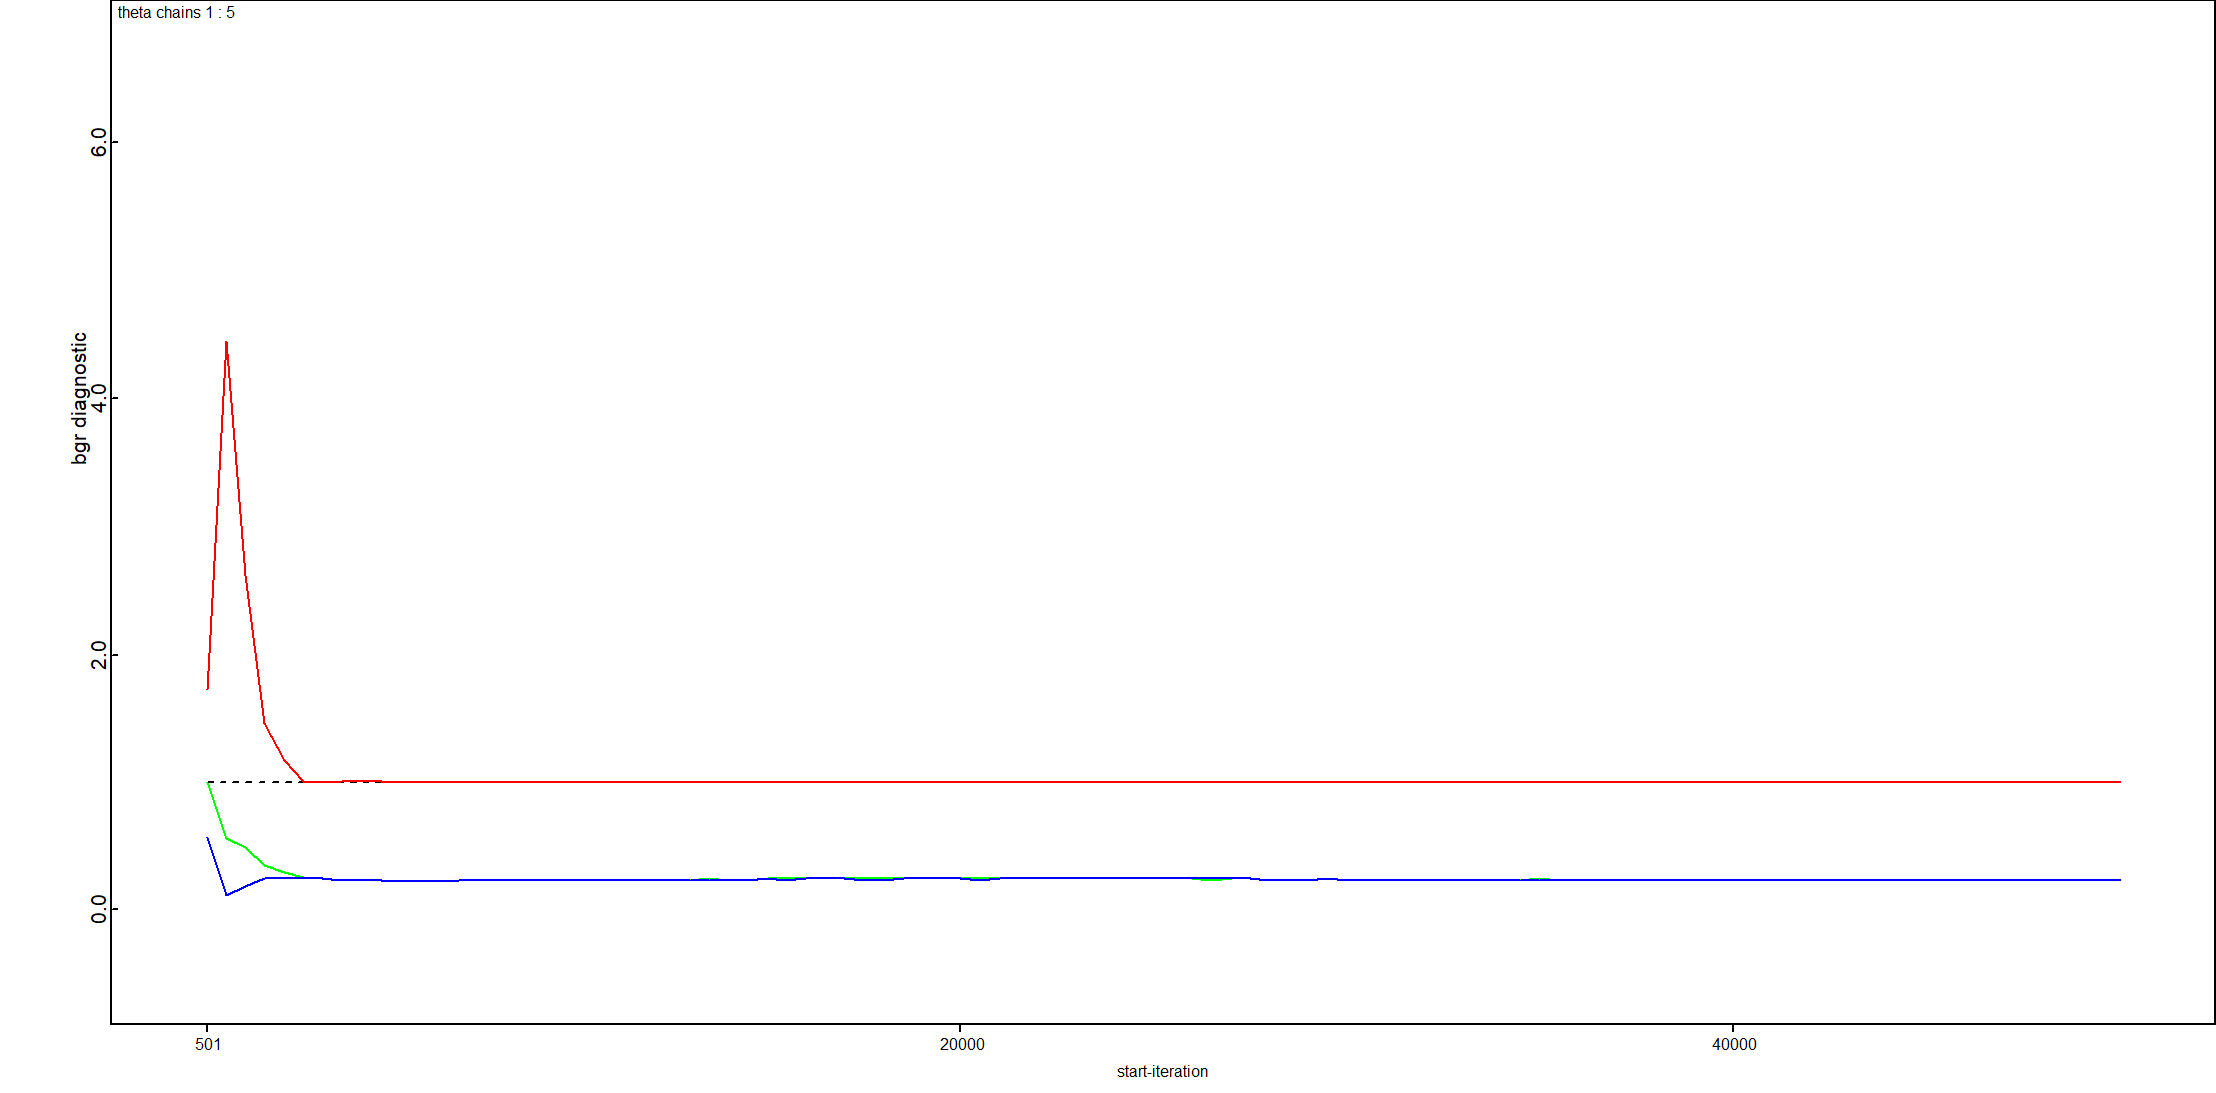 theta chains 1 : 5
bgr diagnostic
6.0
4.0
2.0
0.0
501
20000
40000
start-iteration